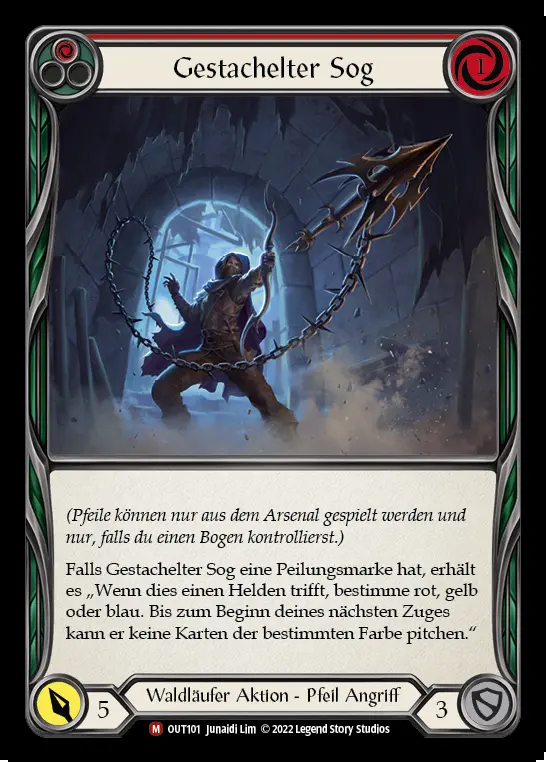 Gestachelter Sog
1
(Pfeile können nur aus dem Arsenal gespielt werden und
nur, falls du einen Bogen kontrollierst.)
Falls Gestachelter Sog eine Peilungsmarke hat, erhält
es „Wenn dies einen Helden trifft, bestimme rot, gelb
oder blau. Bis zum Beginn deines nächsten Zuges
kann er keine Karten der bestimmten Farbe pitchen.“
5
Waldläufer Aktion - Pfeil Angriff
3
M OUT101 Junaidi Lim © 2022 Legend Story Studios